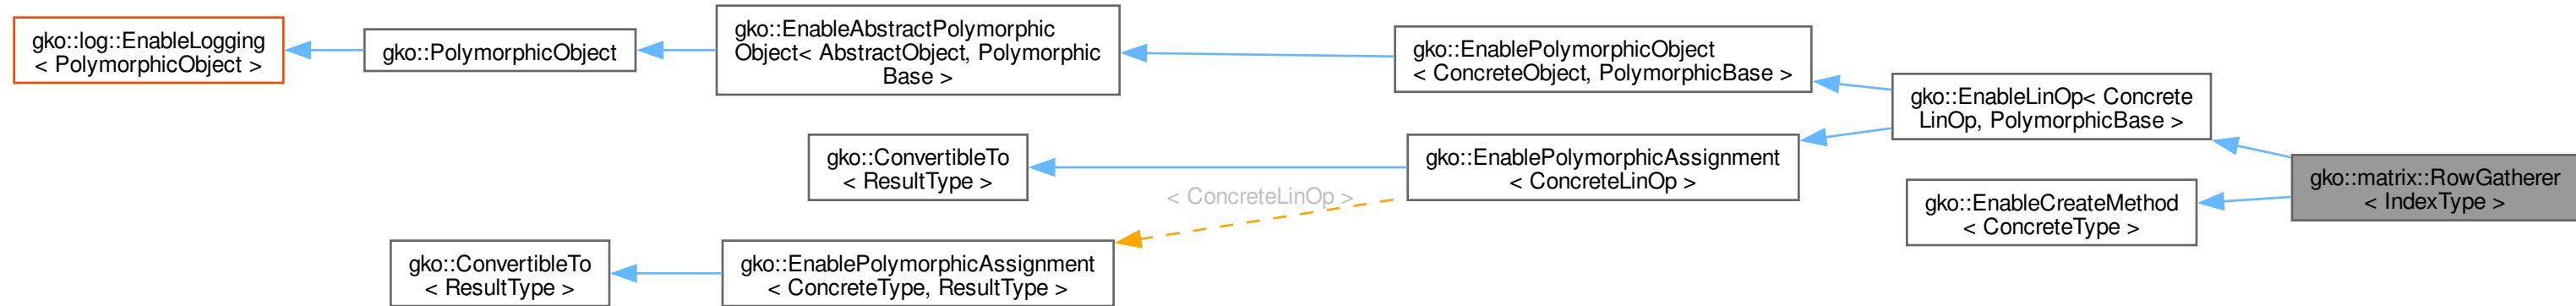 gko::log::EnableLogging
< PolymorphicObject >
gko::PolymorphicObject
gko::EnableAbstractPolymorphic
Object< AbstractObject, Polymorphic
Base >
gko::EnablePolymorphicObject
< ConcreteObject, PolymorphicBase >
gko::EnableLinOp< Concrete
LinOp, PolymorphicBase >
gko::ConvertibleTo
< ResultType >
gko::EnablePolymorphicAssignment
< ConcreteLinOp >
gko::matrix::RowGatherer
< IndexType >
< ConcreteLinOp >
gko::EnableCreateMethod
< ConcreteType >
gko::ConvertibleTo
< ResultType >
gko::EnablePolymorphicAssignment
< ConcreteType, ResultType >